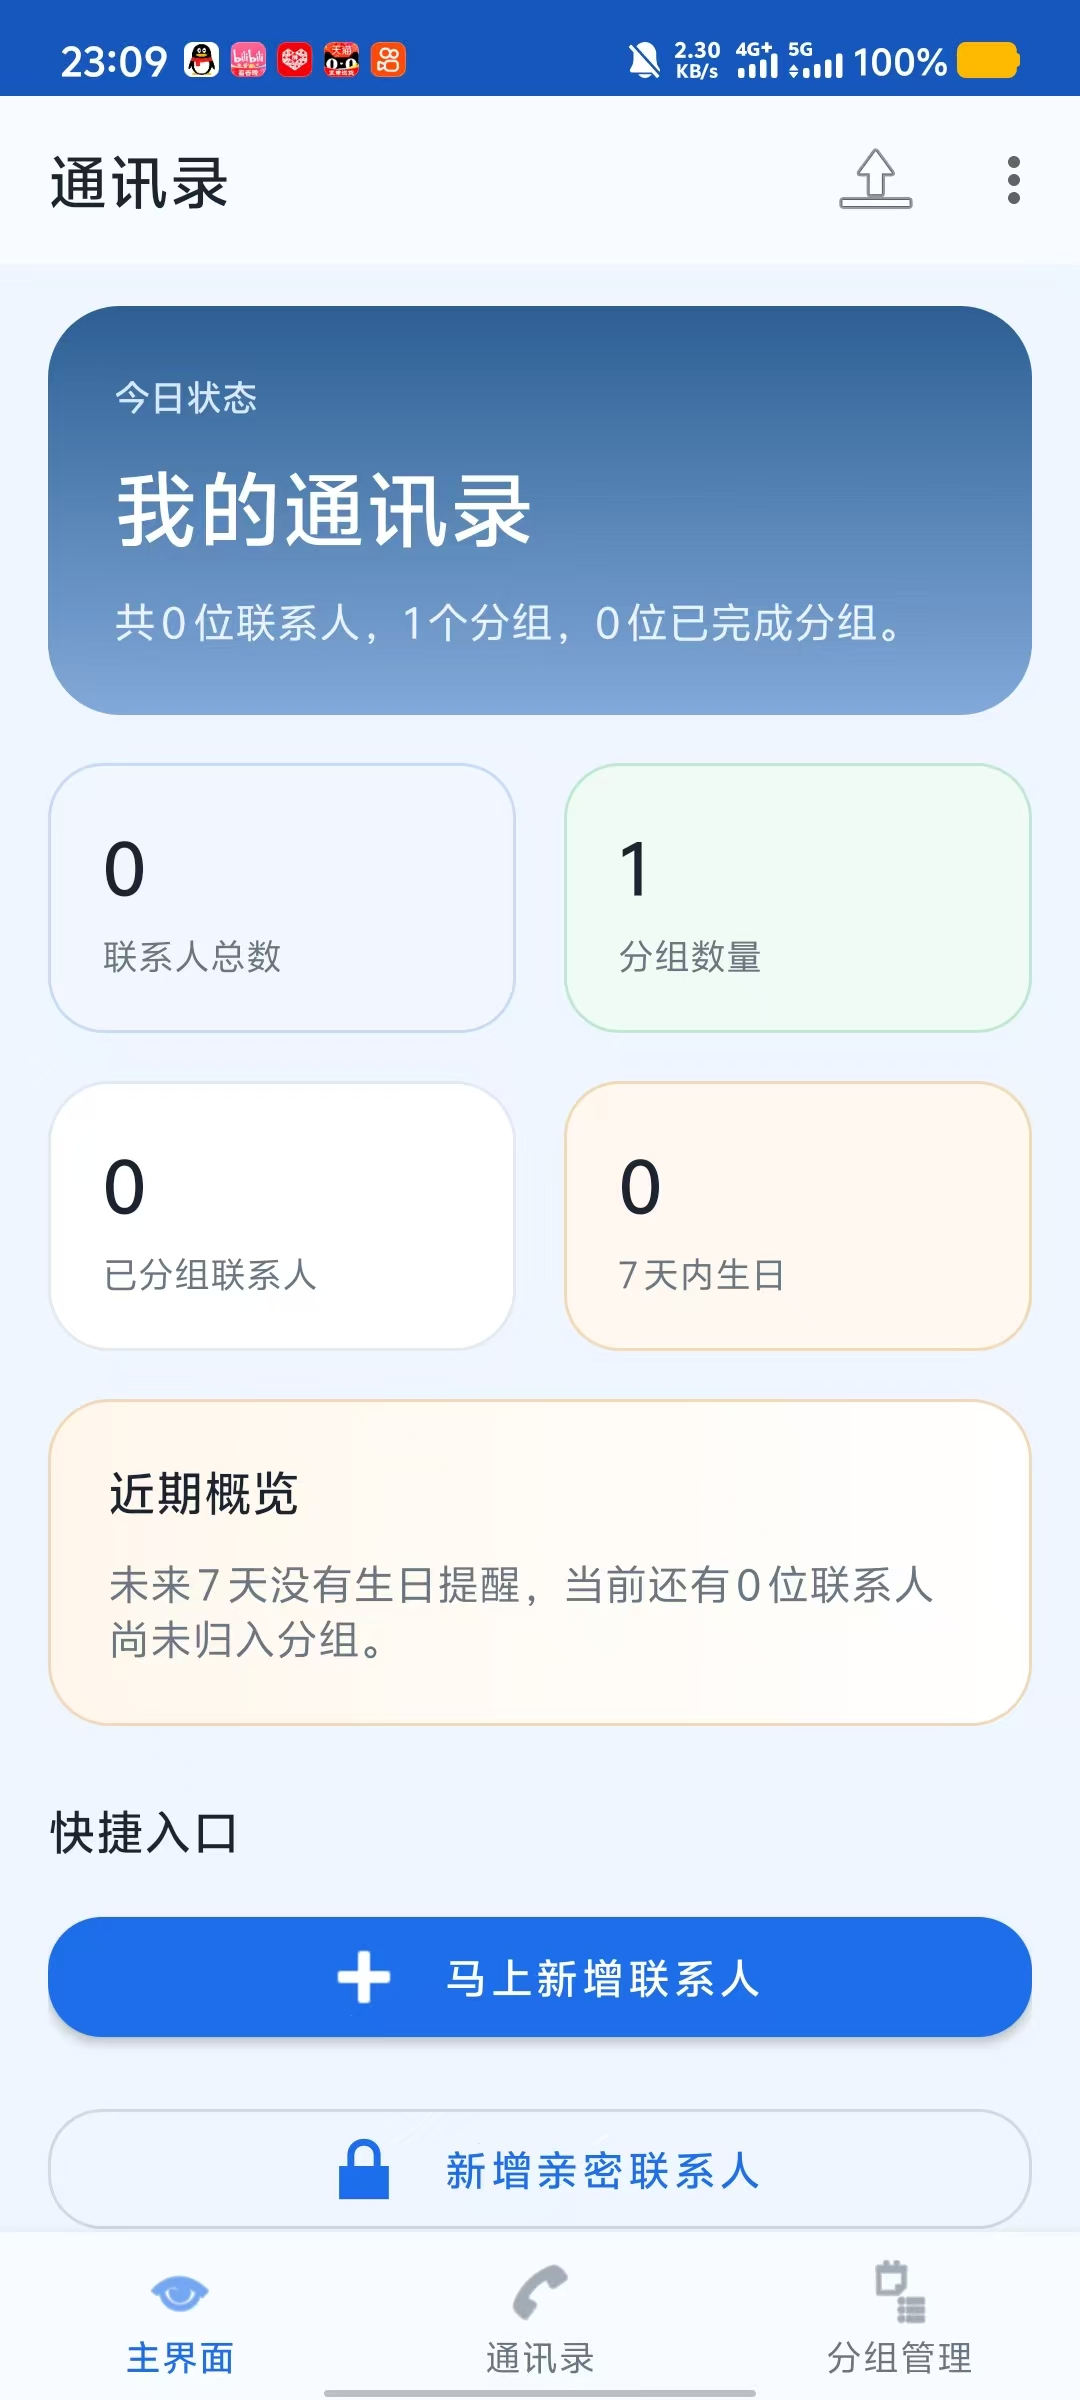 23:09 2.30 KB/s 4G+ 5G 100%
通讯录
今日状态
我的通讯录
共0位联系人，1个分组，0位已完成分组。
0
联系人总数
1
分组数量
0
已分组联系人
0
7天内生日
近期概览
未来7天没有生日提醒，当前还有0位联系人
尚未归入分组。
快捷入口
马上新增联系人
新增亲密联系人
主界面
通讯录
分组管理